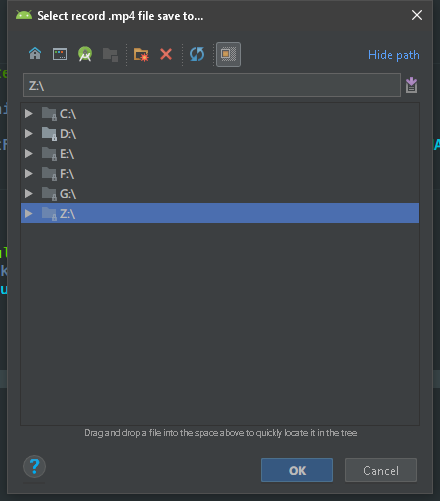 Select record .mp4 file save to...
Hide path
Z:\
C:\
D:\
E:\
F:\
G:\
Z:\
Drag and drop a file into the space above to quickly locate it in the tree
?
OK
Cancel